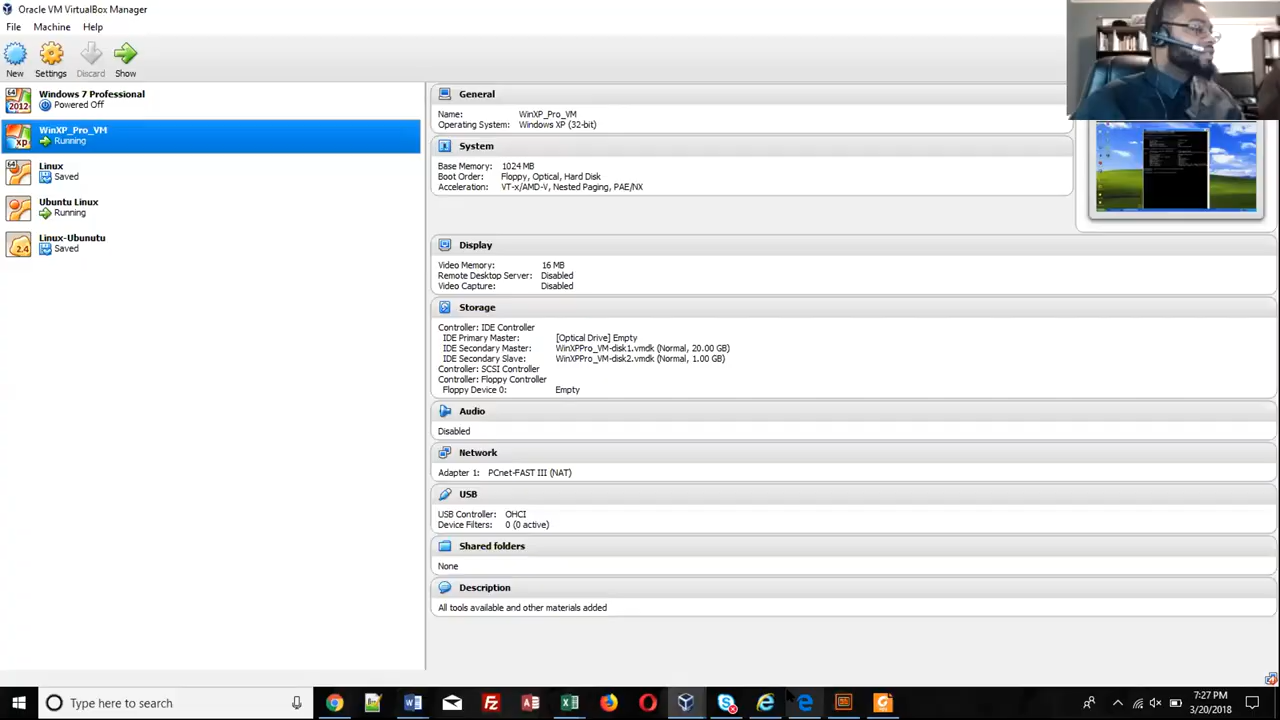 Oracle VM VirtualBox Manager
File Machine Help
New Settings Discard Show
64 2012 Windows 7 Professional
Powered Off
xp WinXP_Pro_VM
Running
64 Linux
Saved
Ubuntu Linux
Running
2.4 Linux-Ubunutu
Saved
General
Name: WinXP_Pro_VM
Operating System: Windows XP (32-bit)
System
Base Memory: 1024 MB
Boot Order: Floppy, Optical, Hard Disk
Acceleration: VT-x/AMD-V, Nested Paging, PAE/NX
Display
Video Memory: 16 MB
Remote Desktop Server: Disabled
Video Capture: Disabled
Storage
Controller: IDE Controller
IDE Primary Master: [Optical Drive] Empty
IDE Secondary Master: WinXPPro_VM-disk1.vmdk (Normal, 20.00 GB)
IDE Secondary Slave: WinXPPro_VM-disk2.vmdk (Normal, 1.00 GB)
Controller: SCSI Controller
Controller: Floppy Controller
Floppy Device 0: Empty
Audio
Disabled
Network
Adapter 1: PCnet-FAST III (NAT)
USB
USB Controller: OHCI
Device Filters: 0 (0 active)
Shared folders
None
Description
All tools available and other materials added
Type here to search
7:27 PM
3/20/2018